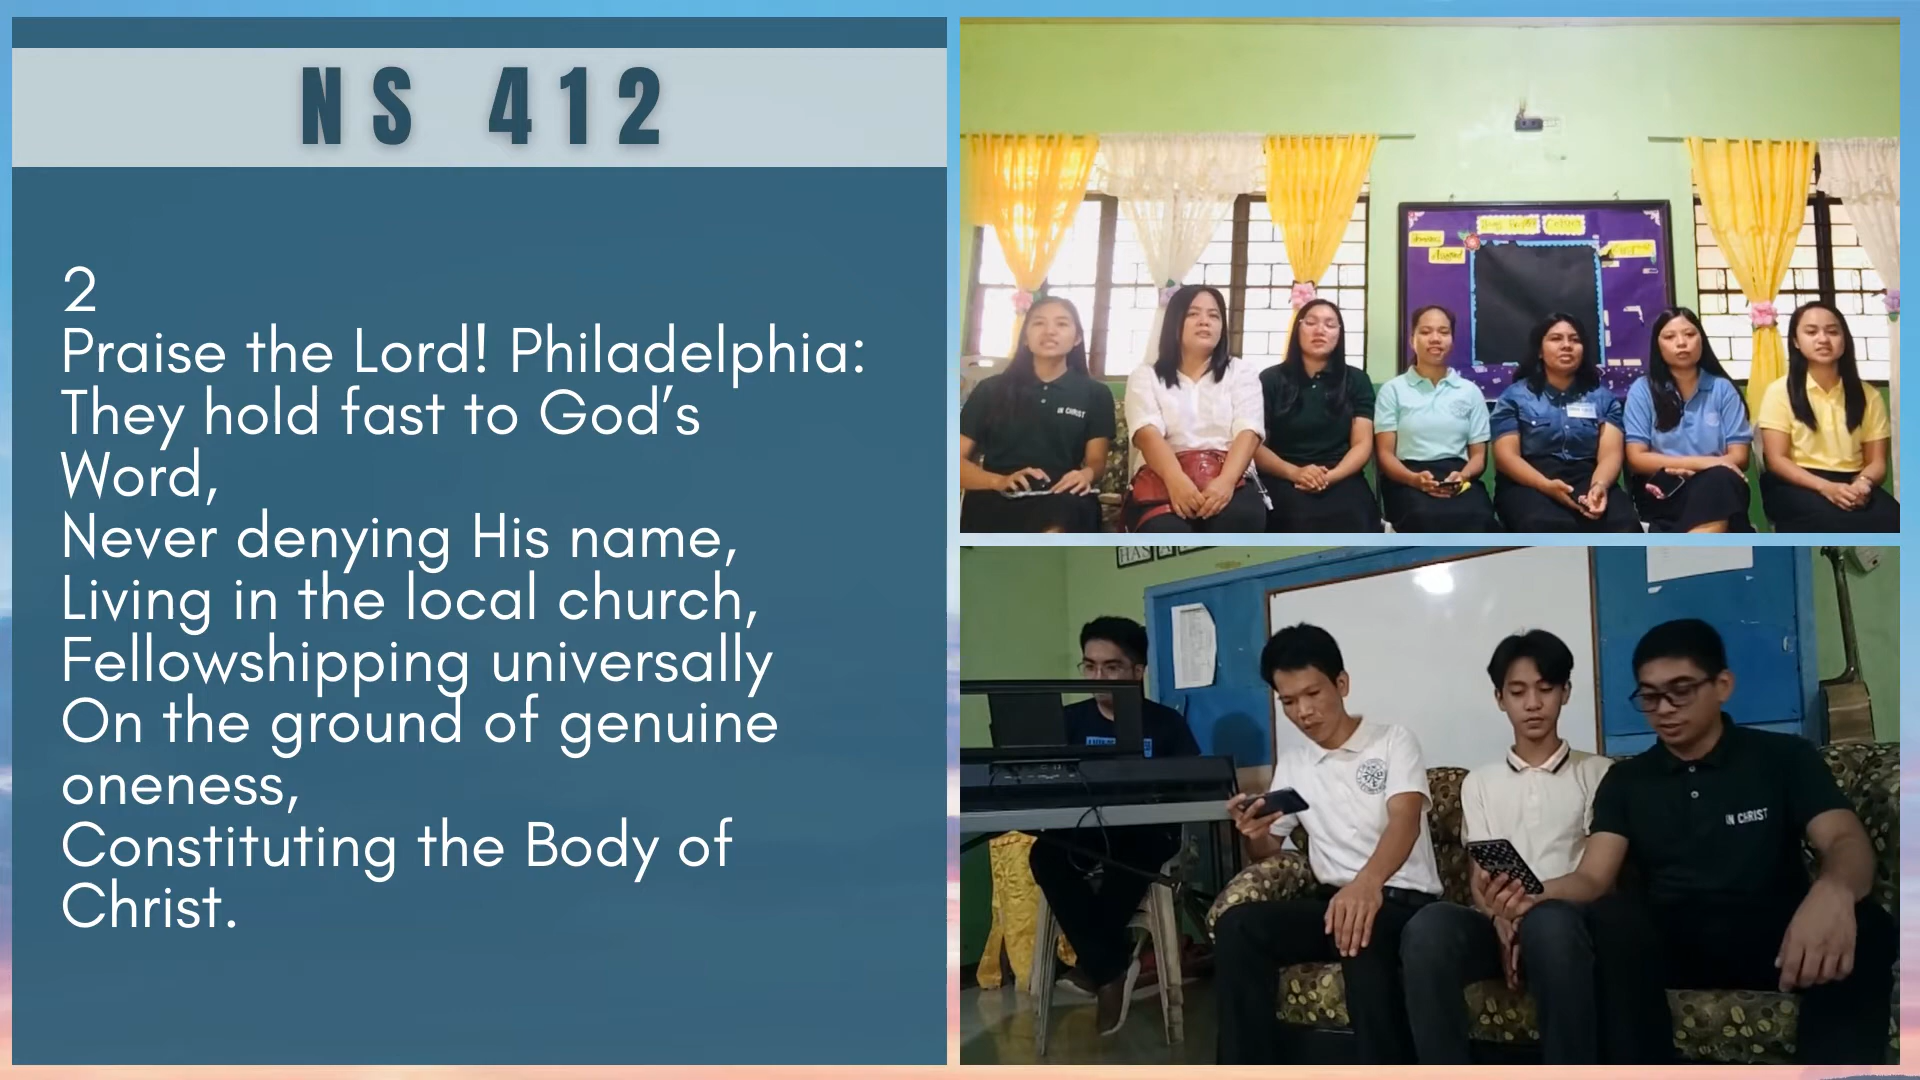 NS 412
2
Praise the Lord! Philadelphia:
They hold fast to God's
Word,
Never denying His name,
Living in the local church,
Fellowshipping universally
On the ground of genuine
oneness,
Constituting the Body of
Christ.
IN CHRIST
HAS A
IN CHRIST